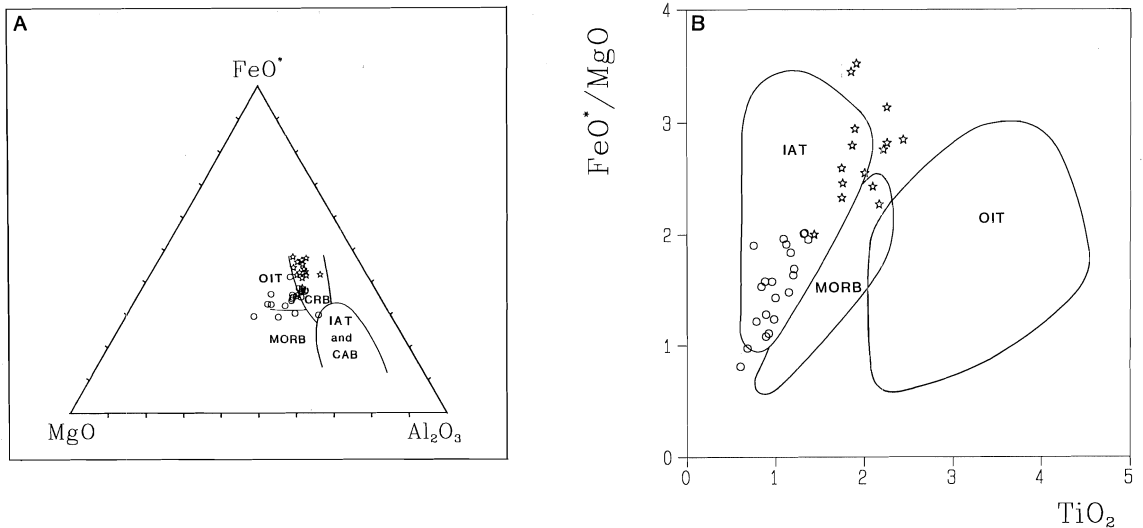 A
FeO*
OIT
CRB
MORB
IAT
and
CAB
MgO
Al₂O₃
B
FeO*/MgO
4
3
2
1
0
IAT
MORB
OIT
0 1 2 3 4 5
TiO₂